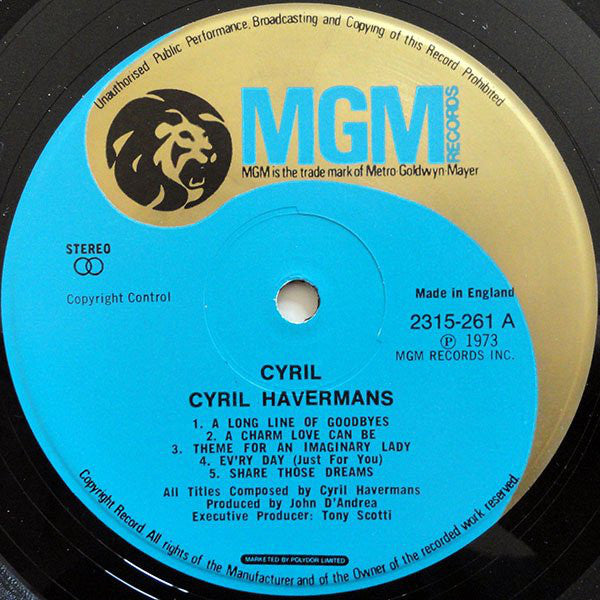 Unauthorised Public Performance, Broadcasting and Copying of this Record Prohibited
MGM
RECORDS
MGM is the trade mark of Metro-Goldwyn-Mayer
STEREO
Copyright Control
Made in England
2315-261 A
Ⓟ 1973
MGM RECORDS INC.
CYRIL
CYRIL HAVERMANS
1. A LONG LINE OF GOODBYES
2. A CHARM LOVE CAN BE
3. THEME FOR AN IMAGINARY LADY
4. EV'RY DAY (Just For You)
5. SHARE THOSE DREAMS
All Titles Composed by Cyril Havermans
Produced by John D'Andrea
Executive Producer: Tony Scotti
MARKETED BY POLYDOR LIMITED
Copyright Record. All rights of the Manufacturer and of the Owner of the recorded work reserved.